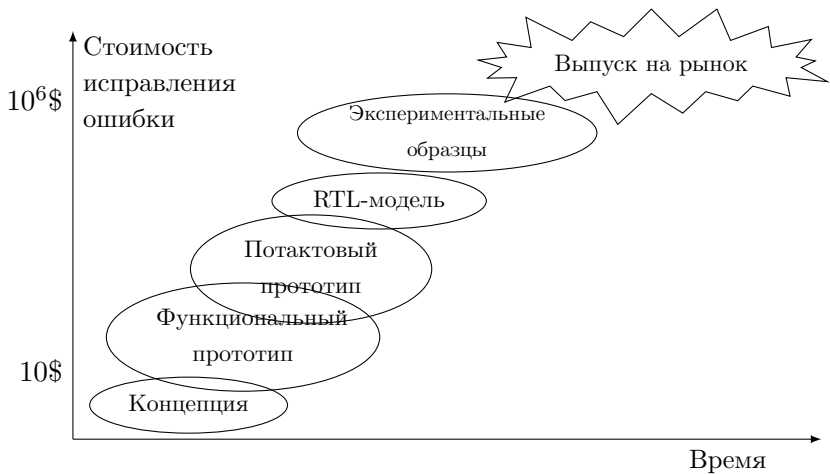 Стоимость
исправления
ошибки
10⁶$
10$
Выпуск на рынок
Экспериментальные
образцы
RTL-модель
Потактовый
прототип
Функциональный
прототип
Концепция
Время